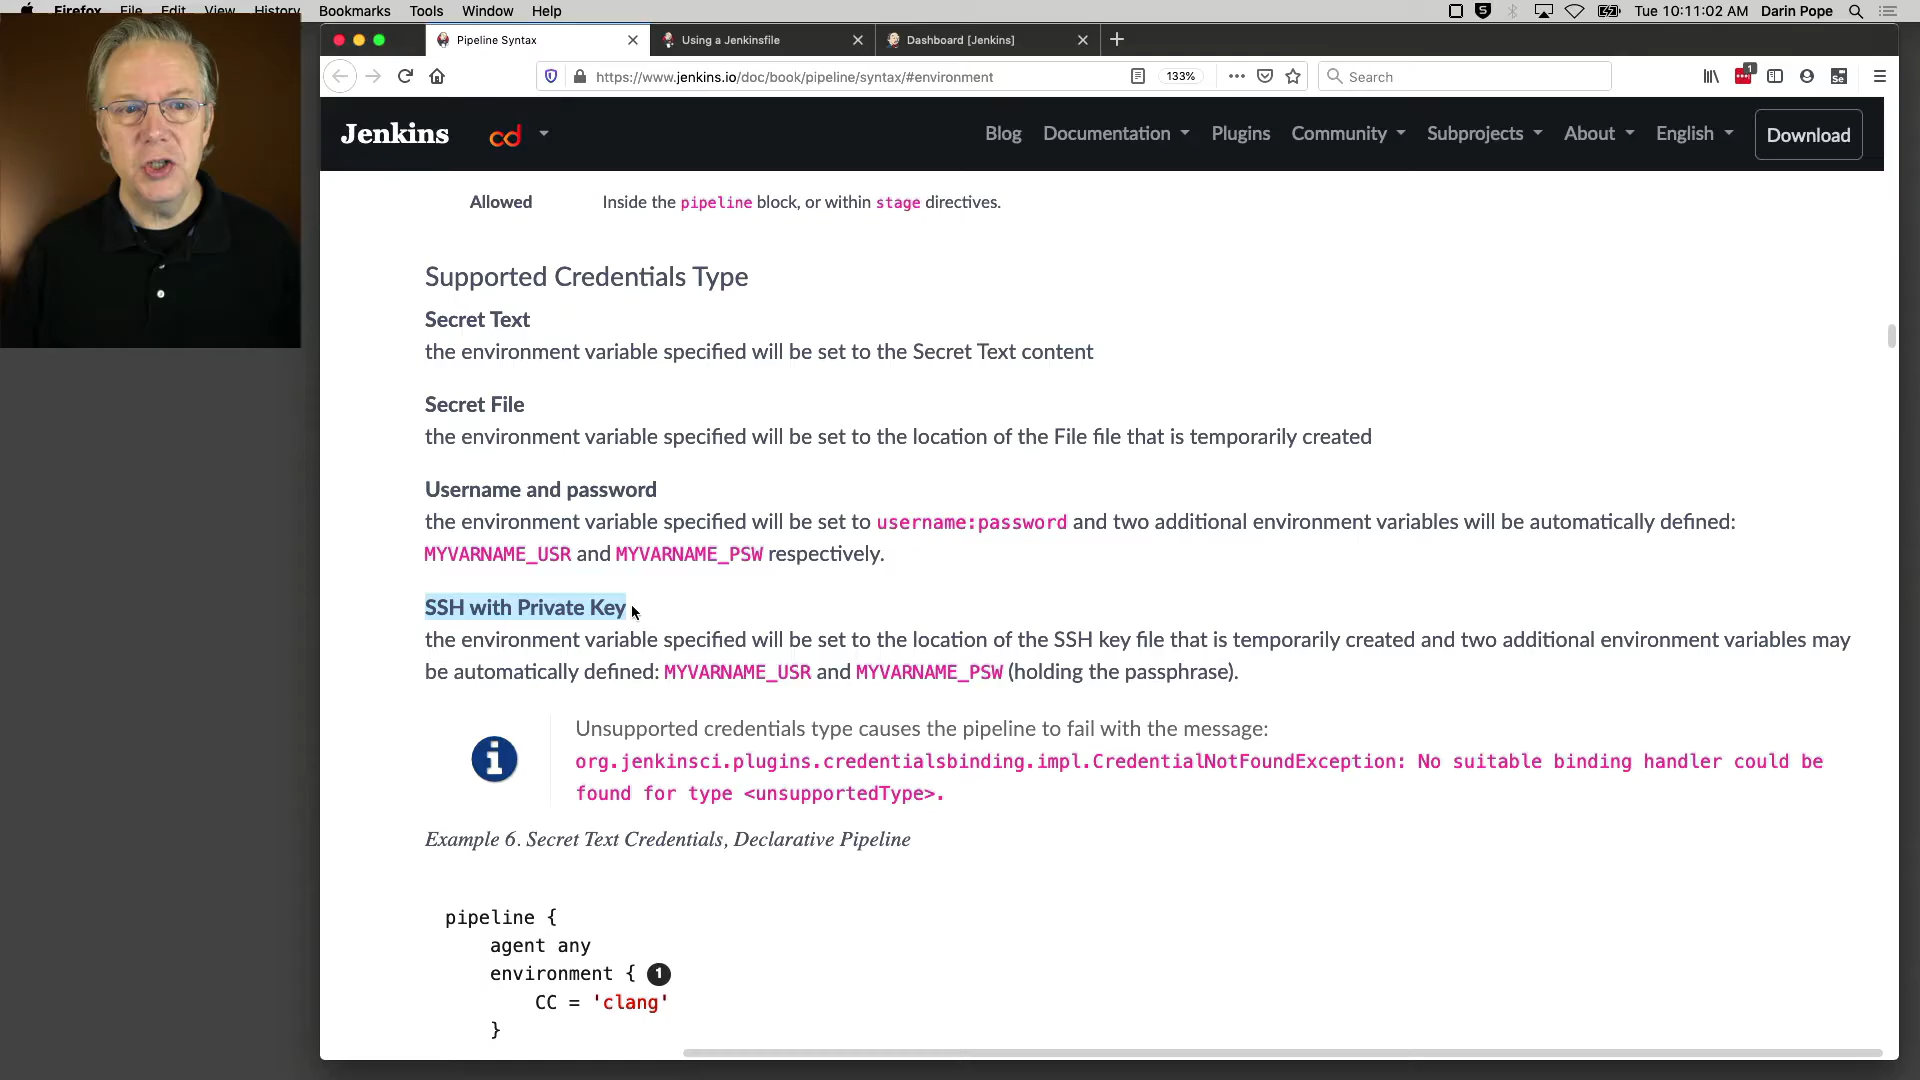 Firefox File Edit View History Bookmarks Tools Window Help
Tue 10:11:02 AM Darin Pope
Pipeline Syntax
Using a Jenkinsfile
Dashboard [Jenkins]
https://www.jenkins.io/doc/book/pipeline/syntax/#environment
133%
Search
1
Jenkins
cd
Blog Documentation Plugins Community Subprojects About English Download
Allowed Inside the pipeline block, or within stage directives.
Supported Credentials Type
Secret Text
the environment variable specified will be set to the Secret Text content
Secret File
the environment variable specified will be set to the location of the File file that is temporarily created
Username and password
the environment variable specified will be set to username:password and two additional environment variables will be automatically defined:
MYVARNAME_USR and MYVARNAME_PSW respectively.
SSH with Private Key
the environment variable specified will be set to the location of the SSH key file that is temporarily created and two additional environment variables may
be automatically defined: MYVARNAME_USR and MYVARNAME_PSW (holding the passphrase).
Unsupported credentials type causes the pipeline to fail with the message:
org.jenkinsci.plugins.credentialsbinding.impl.CredentialNotFoundException: No suitable binding handler could be
found for type <unsupportedType>.
Example 6. Secret Text Credentials, Declarative Pipeline
pipeline {
agent any
environment { 1
CC = 'clang'
}